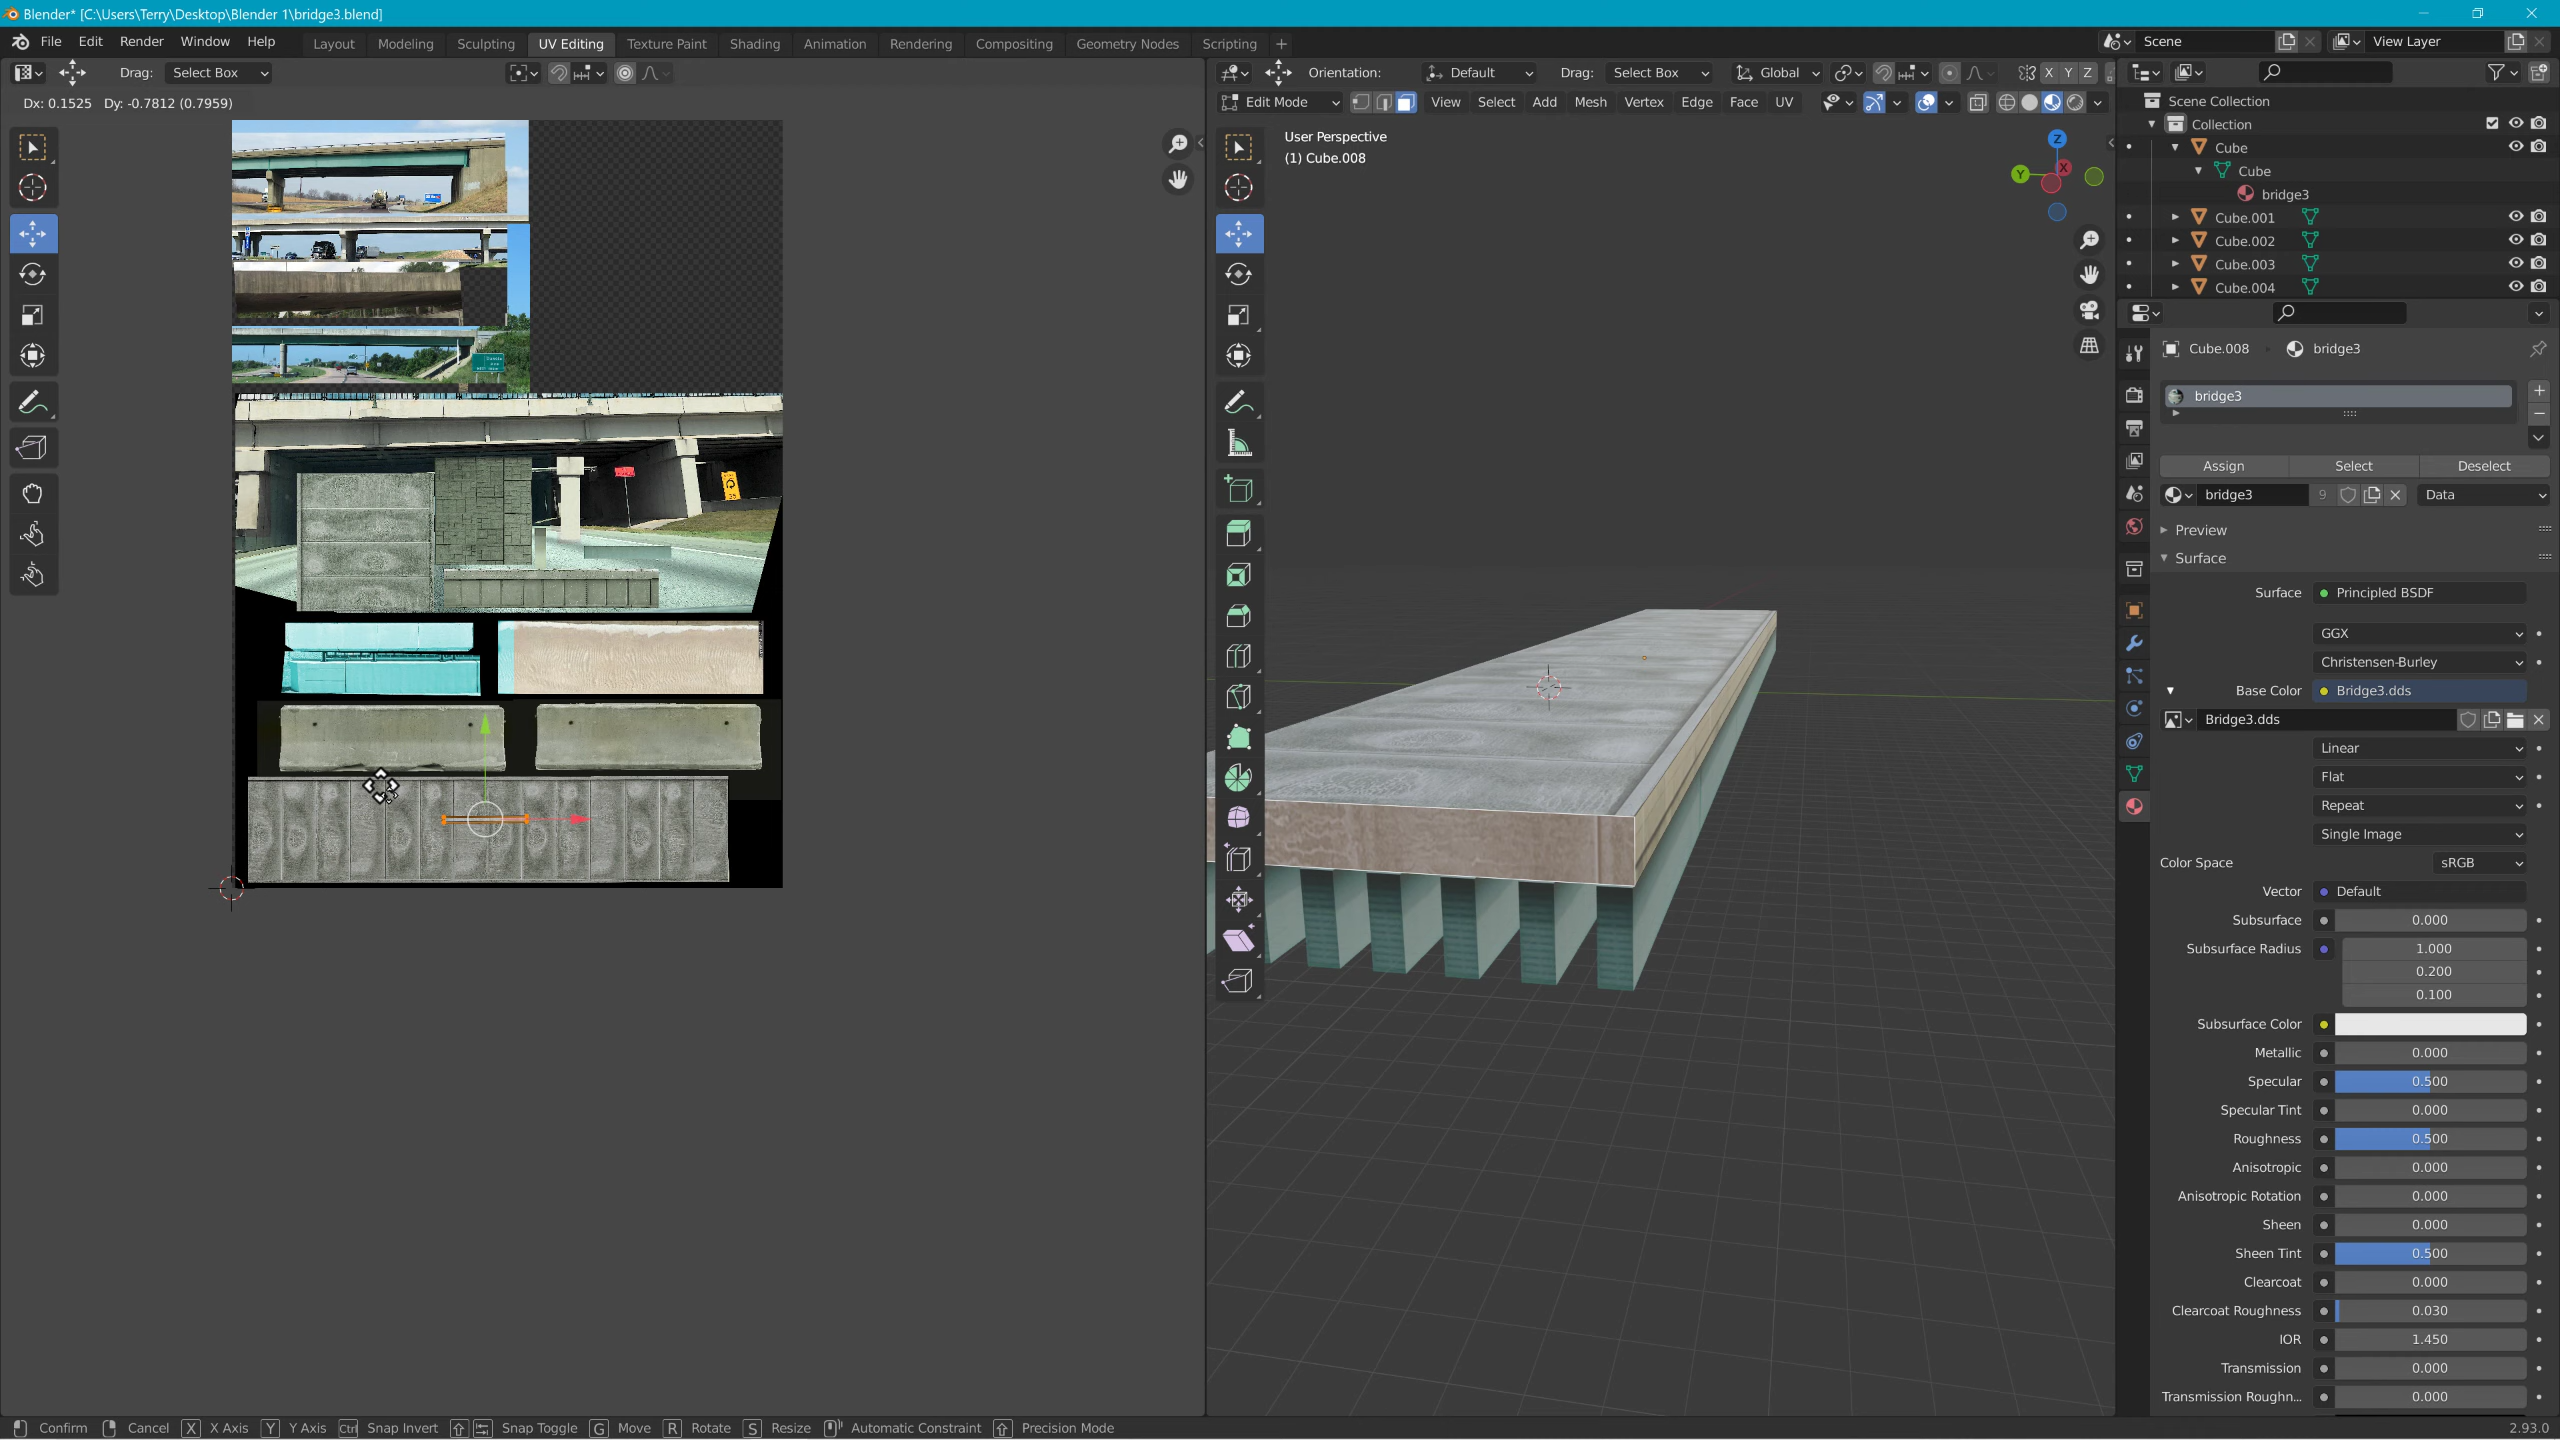 Blender* [C:\Users\Terry\Desktop\Blender 1\bridge3.blend]
File Edit Render Window Help Layout Modeling Sculpting UV Editing Texture Paint Shading Animation Rendering Compositing Geometry Nodes Scripting + Scene View Layer
Drag: Select Box
Orientation: Default Drag: Select Box Global X Y Z
Dx: 0.1525 Dy: -0.7812 (0.7959)
Edit Mode View Select Add Mesh Vertex Edge Face UV
User Perspective
(1) Cube.008
Z
Y
X
35
Scene Collection
Collection
Cube
Cube
bridge3
Cube.001
Cube.002
Cube.003
Cube.004
Cube.008 bridge3
bridge3
Assign Select Deselect
bridge3 9 Data
Preview
Surface
Surface Principled BSDF
GGX
Christensen-Burley
Base Color Bridge3.dds
Bridge3.dds
Linear
Flat
Repeat
Single Image
Color Space sRGB
Vector Default
Subsurface 0.000
Subsurface Radius 1.000
0.200
0.100
Subsurface Color
Metallic 0.000
Specular 0.500
Specular Tint 0.000
Roughness 0.500
Anisotropic 0.000
Anisotropic Rotation 0.000
Sheen 0.000
Sheen Tint 0.500
Clearcoat 0.000
Clearcoat Roughness 0.030
IOR 1.450
Transmission 0.000
Transmission Roughn... 0.000
Confirm Cancel X X Axis Y Y Axis Ctrl Snap Invert Snap Toggle G Move R Rotate S Resize Automatic Constraint Precision Mode 2.93.0